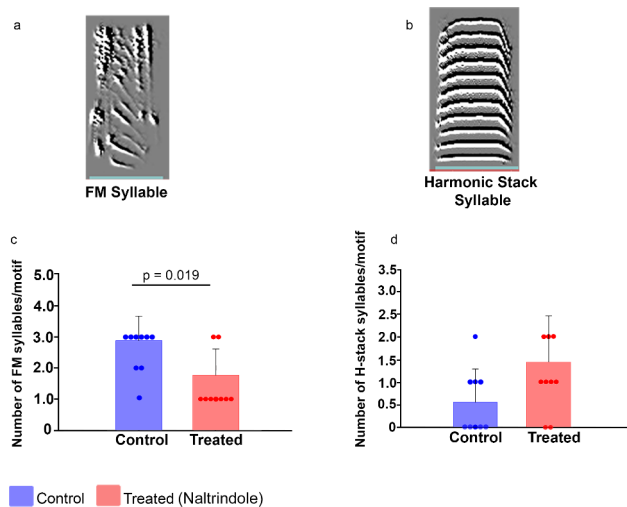 a
b
FM Syllable
Harmonic Stack
Syllable
c
d
Number of FM syllables/motif
5.0
4.0
3.0
2.0
1.0
0
p = 0.019
Control
Treated
Number of H-stack syllables/motif
3.5
3.0
2.5
2.0
1.5
1.0
0.5
0
Control
Treated
Control
Treated (Naltrindole)